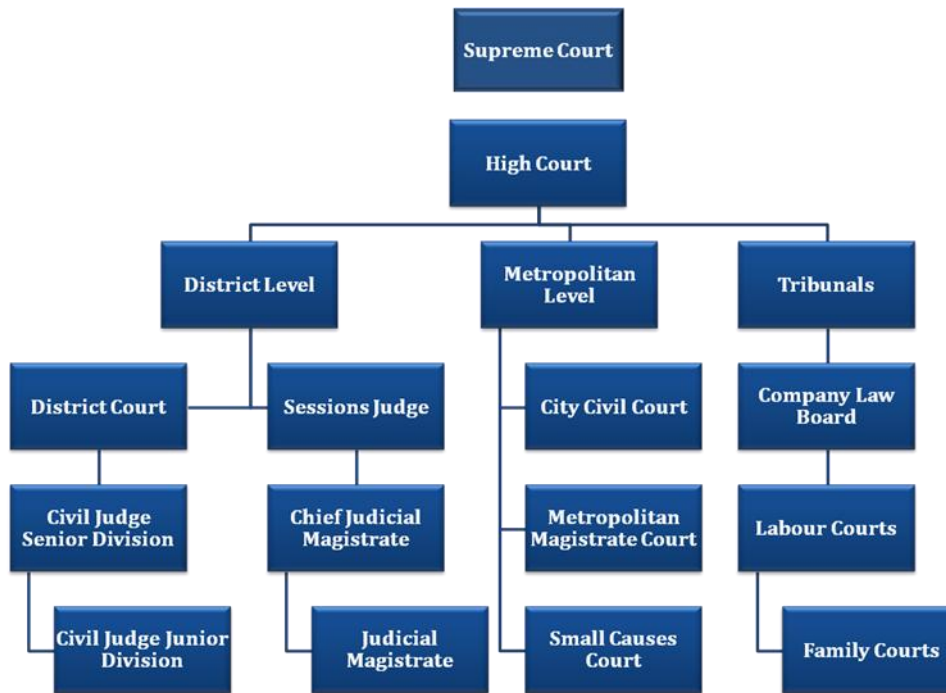 Supreme Court
High Court
District Level
Metropolitan
Level
Tribunals
District Court
Sessions Judge
City Civil Court
Company Law
Board
Civil Judge
Senior Division
Chief Judicial
Magistrate
Metropolitan
Magistrate Court
Labour Courts
Civil Judge Junior
Division
Judicial
Magistrate
Small Causes
Court
Family Courts